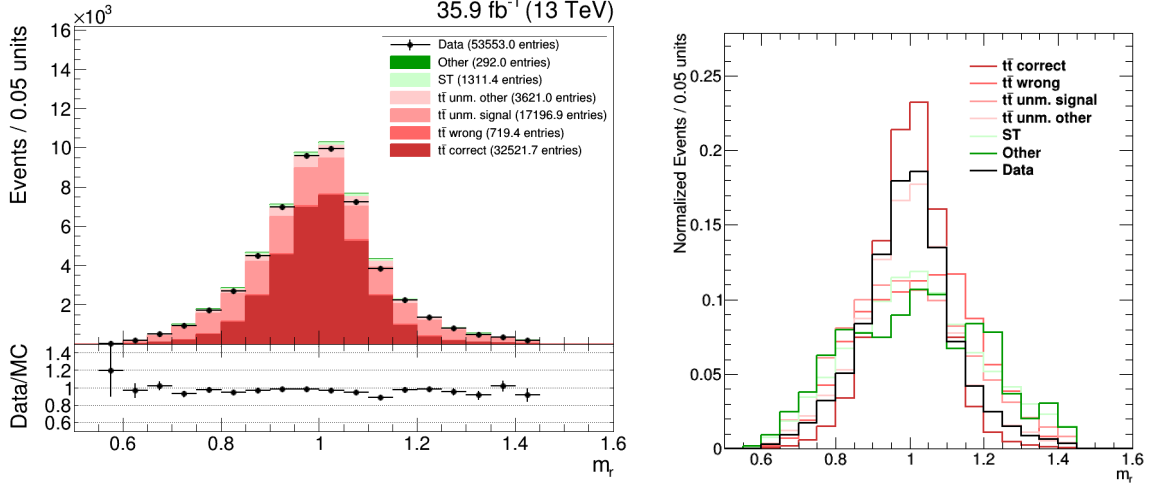 ×10³
35.9 fb⁻¹ (13 TeV)
Events / 0.05 units
16
14
12
10
8
6
4
2
Data (53553.0 entries)
Other (292.0 entries)
ST (1311.4 entries)
tt̄ unm. other (3621.0 entries)
tt̄ unm. signal (17196.9 entries)
tt̄ wrong (719.4 entries)
tt̄ correct (32521.7 entries)
Data/MC
1.4
1.2
1
0.8
0.6
0.6 0.8 1 1.2 1.4 1.6
mᵣ
Normalized Events / 0.05 units
0.25
0.2
0.15
0.1
0.05
0
tt̄ correct
tt̄ wrong
tt̄ unm. signal
tt̄ unm. other
ST
Other
Data
0.6 0.8 1 1.2 1.4 1.6
mᵣ